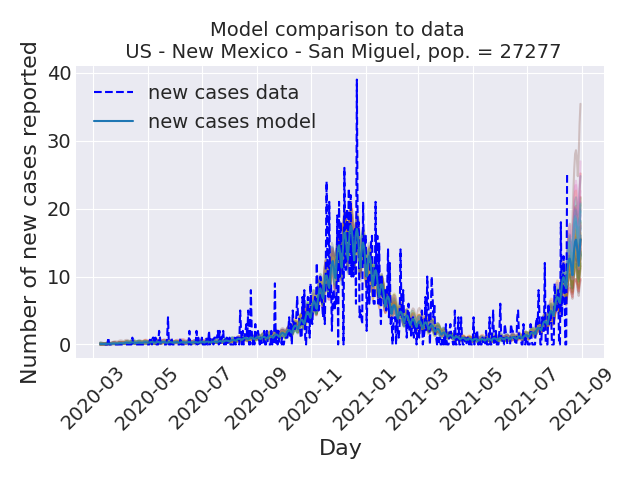 Model comparison to data
US - New Mexico - San Miguel, pop. = 27277
Number of new cases reported
40
30
20
10
0
new cases data
new cases model
2020-03
2020-05
2020-07
2020-09
2020-11
2021-01
2021-03
2021-05
2021-07
2021-09
Day